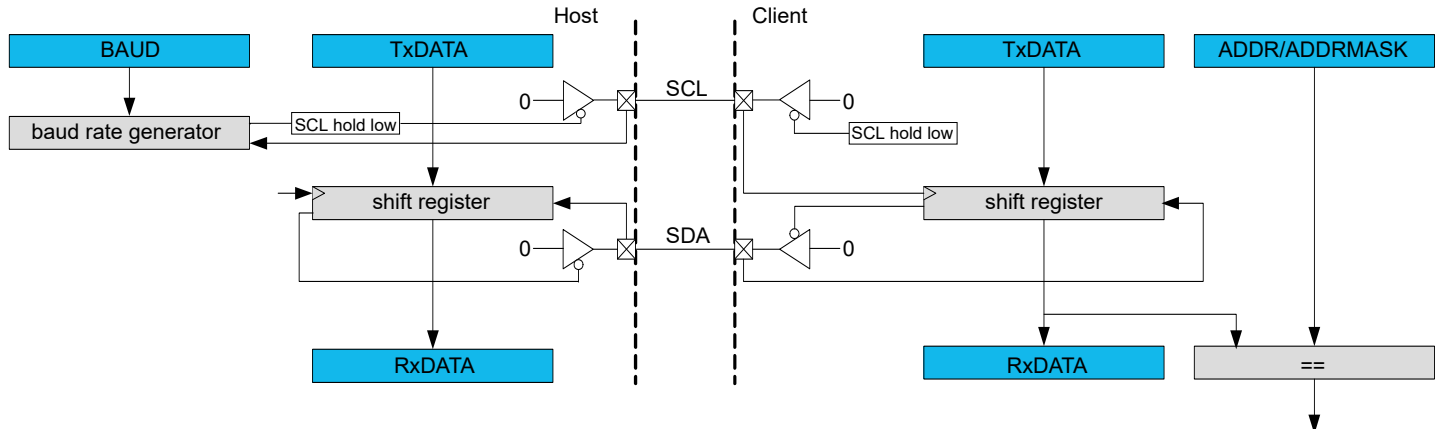 Host Client
BAUD TxDATA TxDATA ADDR/ADDRMASK
0 SCL 0
baud rate generator SCL hold low SCL hold low
shift register shift register
0 SDA 0
RxDATA RxDATA ==